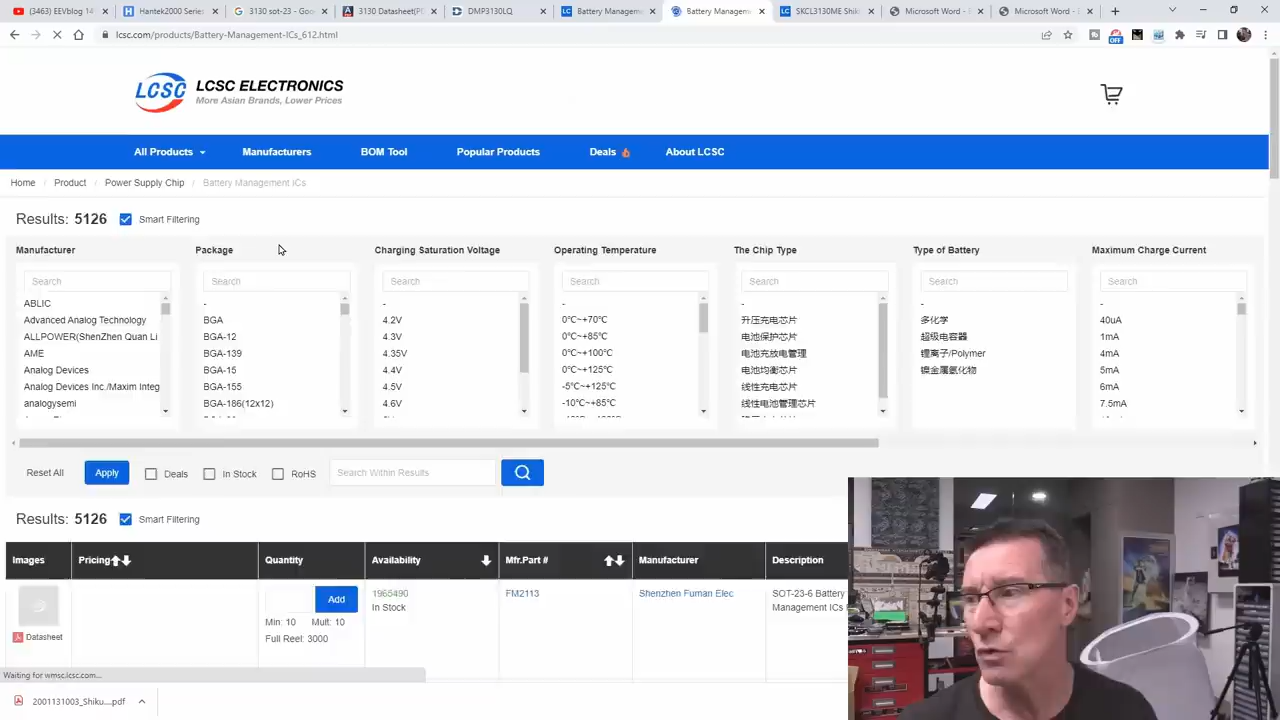 (3463) EEVblog 14
Hantek2000 Series
3130 sot-23 - Goo
3130 Datasheet(P
DMP3130LQ
Battery Managem
Battery Managem
SKCL3130ME Shik
Microsoft Word -
Microsoft Word -
lcsc.com/products/Battery-Management-ICs_612.html
OFF
LCSC
LCSC ELECTRONICS
More Asian Brands, Lower Prices
All Products
Manufacturers
BOM Tool
Popular Products
Deals
About LCSC
Home / Product / Power Supply Chip / Battery Management ICs
Results: 5126 Smart Filtering
Manufacturer
Package
Charging Saturation Voltage
Operating Temperature
The Chip Type
Type of Battery
Maximum Charge Current
Search Search Search Search Search Search Search
ABLIC - - - - - -
Advanced Analog Technology BGA 4.2V 0℃~+70℃ 升压充电芯片 多化学 40uA
ALLPOWER(ShenZhen Quan Li BGA-12 4.3V 0℃~+85℃ 电池保护芯片 超级电容器 1mA
AME BGA-139 4.35V 0℃~+100℃ 电池充放电管理 锂离子/Polymer 4mA
Analog Devices BGA-15 4.4V 0℃~+125℃ 电池均衡芯片 镍金属氢化物 5mA
Analog Devices Inc./Maxim Integ BGA-155 4.5V -5℃~+125℃ 线性充电芯片 6mA
analogysemi BGA-186(12x12) 4.6V -10℃~+85℃ 线性电池管理芯片 7.5mA
Reset All Apply Deals In Stock RoHS Search Within Results
Results: 5126 Smart Filtering
Images Pricing Quantity Availability Mfr.Part # Manufacturer Description
Datasheet
Add
Min: 10 Mult: 10
Full Reel: 3000
1965490
In Stock
FM2113
Shenzhen Fuman Elec
SOT-23-6 Battery
Management ICs
Waiting for wmsc.lcsc.com...
2001131003_Shiku....pdf